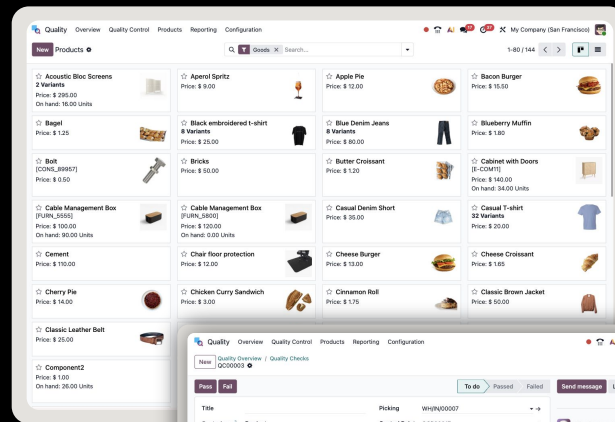 Quality Overview Quality Control Products Reporting Configuration My Company (San Francisco)
New Products Goods × Search... 1-80 / 144
Acoustic Bloc Screens
2 Variants
Price: $ 295.00
On hand: 16.00 Units
Aperol Spritz
Price: $ 9.00
Apple Pie
Price: $ 12.00
Bacon Burger
Price: $ 15.50
Bagel
Price: $ 1.25
Black embroidered t-shirt
8 Variants
Price: $ 25.00
Blue Denim Jeans
8 Variants
Price: $ 80.00
Blueberry Muffin
Price: $ 1.80
Bolt
[CONS_89957]
Price: $ 0.50
Bricks
Price: $ 50.00
Butter Croissant
Price: $ 1.20
Cabinet with Doors
[E-COM11]
Price: $ 140.00
On hand: 34.00 Units
Cable Management Box
[FURN_5555]
Price: $ 100.00
On hand: 90.00 Units
Cable Management Box
[FURN_5800]
Price: $ 120.00
On hand: 0.00 Units
Casual Denim Short
Price: $ 35.00
Casual T-shirt
32 Variants
Price: $ 20.00
Cement
Price: $ 110.00
Chair floor protection
Price: $ 12.00
Cheese Burger
Price: $ 13.00
Cheese Croissant
Price: $ 1.65
Cherry Pie
Price: $ 14.00
Chicken Curry Sandwich
Price: $ 3.00
Cinnamon Roll
Price: $ 1.75
Classic Brown Jacket
Price: $ 50.00
Classic Leather Belt
Price: $ 25.00
Component2
Price: $ 1.00
On hand: 26.00 Units
Quality Overview Quality Control Products Reporting Configuration
New Quality Overview / Quality Checks
QC00003
Pass Fail To do Passed Failed Send message
Title Picking WH/IN/00007